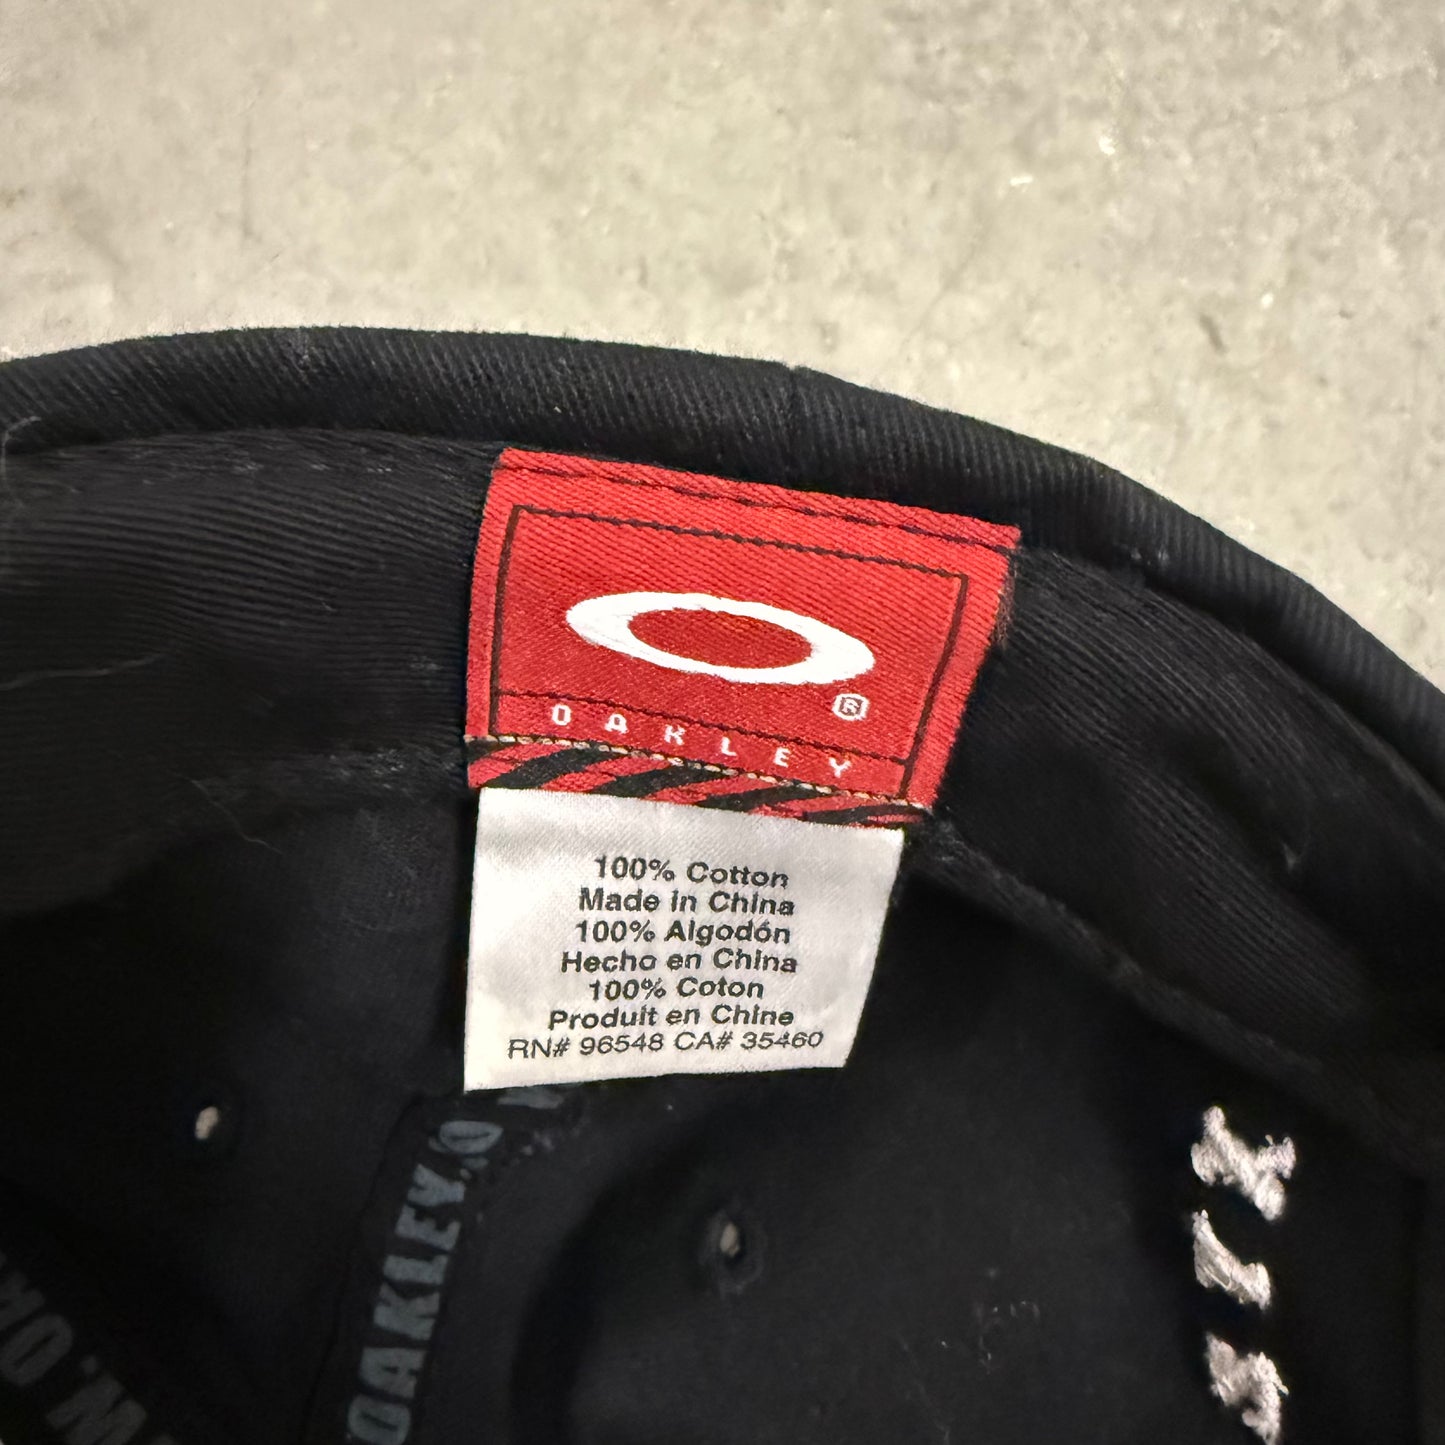 ®
OAKLEY
100% Cotton
Made in China
100% Algodón
Hecho en China
100% Coton
Produit en Chine
RN# 96548 CA# 35460
OAKLEY.